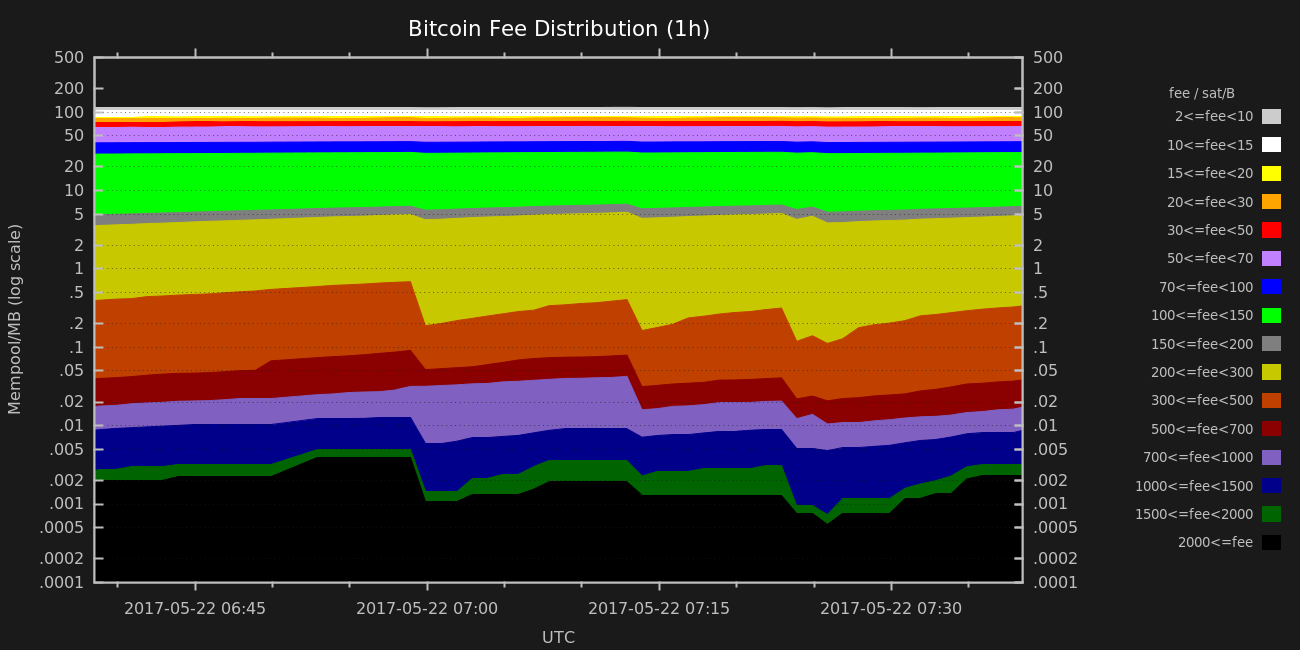 Bitcoin Fee Distribution (1h)
Mempool/MB (log scale)
500
200
100
50
20
10
5
2
1
.5
.2
.1
.05
.02
.01
.005
.002
.001
.0005
.0002
.0001
500
200
100
50
20
10
5
2
1
.5
.2
.1
.05
.02
.01
.005
.002
.001
.0005
.0002
.0001
2017-05-22 06:45
2017-05-22 07:00
2017-05-22 07:15
2017-05-22 07:30
UTC
fee / sat/B
2<=fee<10
10<=fee<15
15<=fee<20
20<=fee<30
30<=fee<50
50<=fee<70
70<=fee<100
100<=fee<150
150<=fee<200
200<=fee<300
300<=fee<500
500<=fee<700
700<=fee<1000
1000<=fee<1500
1500<=fee<2000
2000<=fee